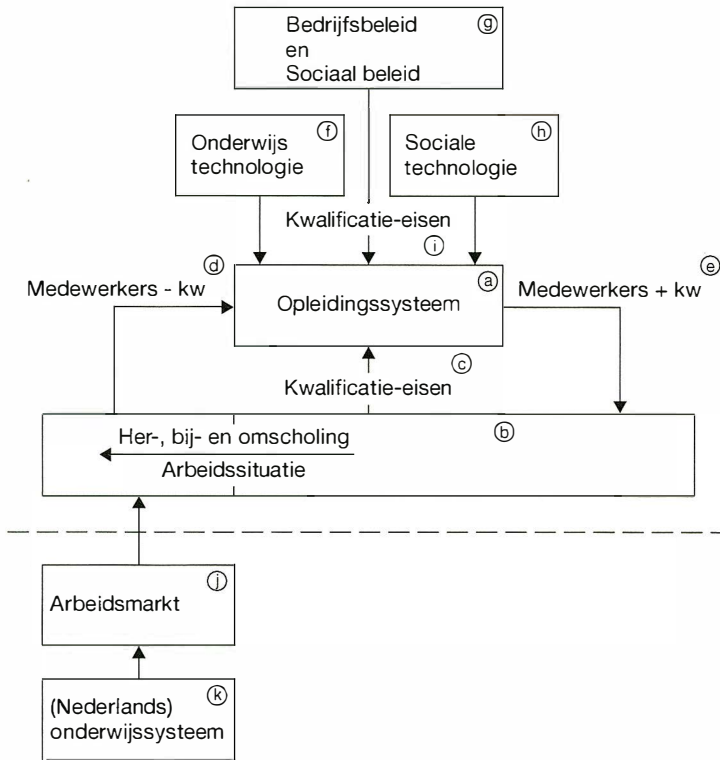 Bedrijfsbeleid ⓖ
en
Sociaal beleid
Onderwijs ⓕ
technologie
Sociale ⓗ
technologie
Kwalificatie-eisen
ⓘ
ⓓ
Medewerkers - kw
Opleidingssysteem ⓐ
Medewerkers + kw ⓔ
ⓒ
Kwalificatie-eisen
Her-, bij- en omscholing ⓑ
Arbeidssituatie
Arbeidsmarkt ⓙ
(Nederlands) ⓚ
onderwijssysteem